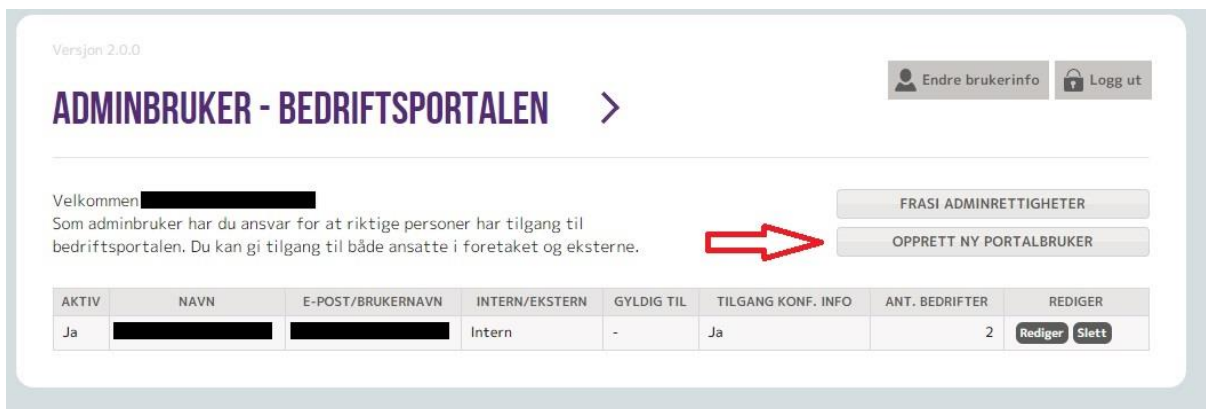 Versjon 2.0.0
Endre brukerinfo
Logg ut
ADMINBRUKER - BEDRIFTSPORTALEN
Velkommen
Som adminbruker har du ansvar for at riktige personer har tilgang til
bedriftsportalen. Du kan gi tilgang til både ansatte i foretaket og eksterne.
FRASI ADMINRETTIGHETER
OPPRETT NY PORTALBRUKER
AKTIV NAVN E-POST/BRUKERNAVN INTERN/EKSTERN GYLDIG TIL TILGANG KONF. INFO ANT. BEDRIFTER REDIGER
Ja Intern - Ja 2 Rediger Slett